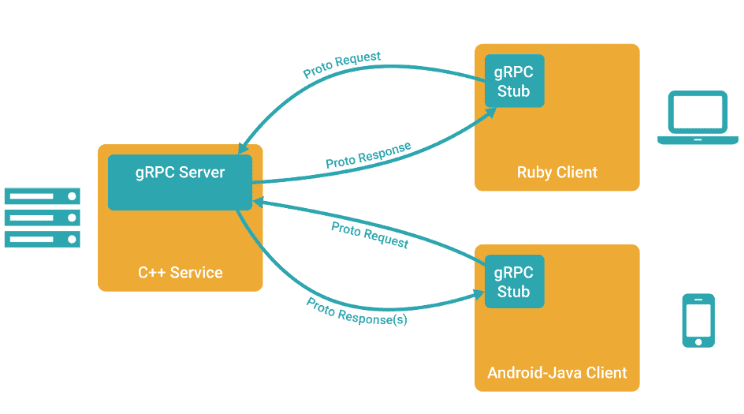 Proto Request
gRPC
Stub
Ruby Client
Proto Response
gRPC Server
C++ Service
Proto Request
gRPC
Stub
Proto Response(s)
Android-Java Client